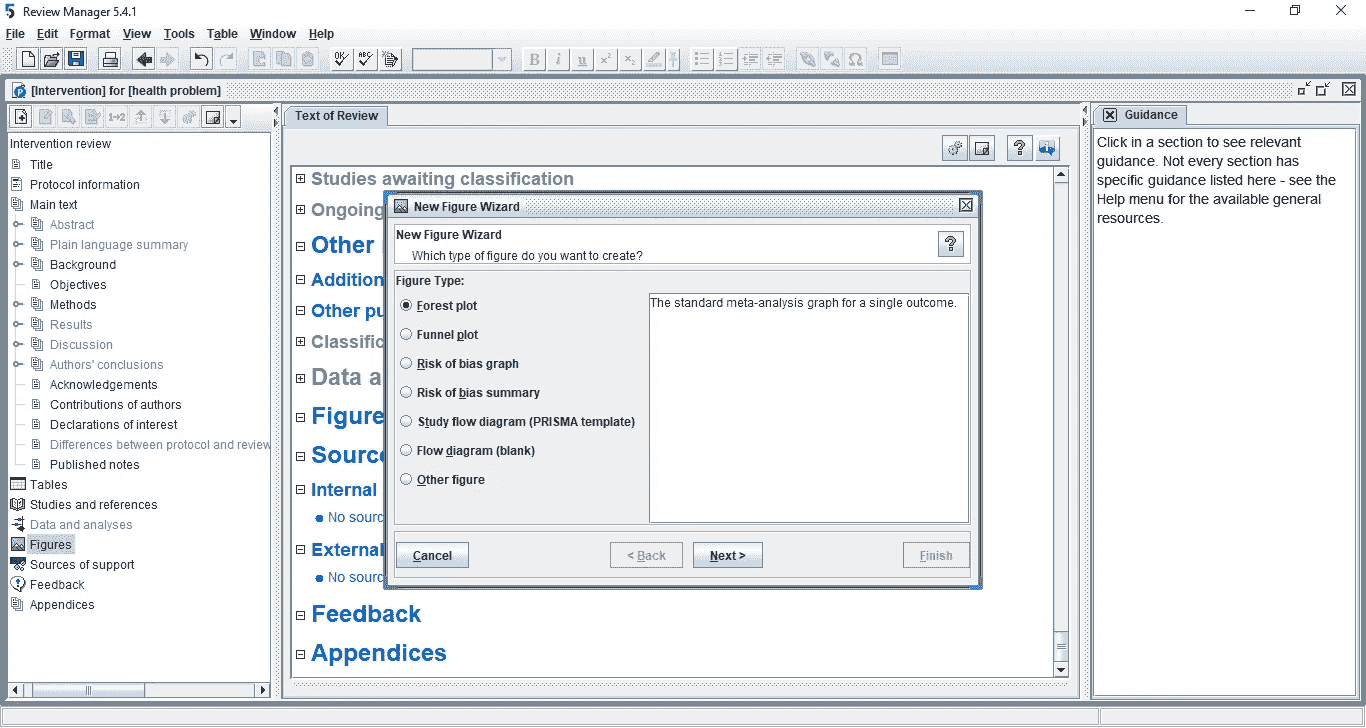 Review Manager 5.4.1
File Edit Format View Tools Table Window Help
[Intervention] for [health problem]
Intervention review
Title
Protocol information
Main text
Abstract
Plain language summary
Background
Objectives
Methods
Results
Discussion
Authors' conclusions
Acknowledgements
Contributions of authors
Declarations of interest
Differences between protocol and review
Published notes
Tables
Studies and references
Data and analyses
Figures
Sources of support
Feedback
Appendices
Text of Review
Studies awaiting classification
Ongoing
Other
Addition
Other pu
Classific
Data a
Figure
Source
Internal
No sourc
External
No sourc
Feedback
Appendices
New Figure Wizard
New Figure Wizard
Which type of figure do you want to create?
Figure Type:
Forest plot
Funnel plot
Risk of bias graph
Risk of bias summary
Study flow diagram (PRISMA template)
Flow diagram (blank)
Other figure
The standard meta-analysis graph for a single outcome.
Cancel < Back Next > Finish
Guidance
Click in a section to see relevant
guidance. Not every section has
specific guidance listed here - see the
Help menu for the available general
resources.